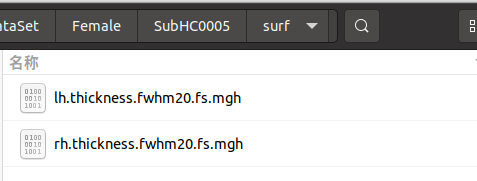 ataSet Female SubHC0005 surf
名称
lh.thickness.fwhm20.fs.mgh
rh.thickness.fwhm20.fs.mgh